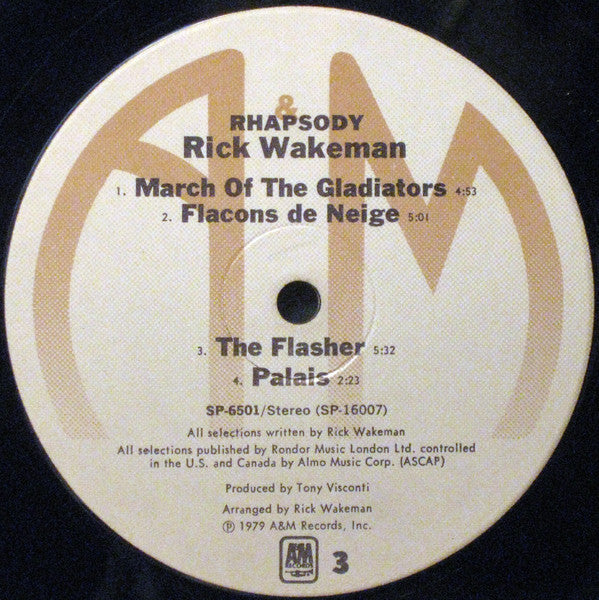 A&M
RHAPSODY
Rick Wakeman
1. March Of The Gladiators 4:53
2. Flacons de Neige 5:01
3. The Flasher 5:32
4. Palais 2:23
SP-6501/Stereo (SP-16007)
All selections written by Rick Wakeman
All selections published by Rondor Music London Ltd. controlled
in the U.S. and Canada by Almo Music Corp. (ASCAP)
Produced by Tony Visconti
Arranged by Rick Wakeman
℗ 1979 A&M Records, Inc.
A&M
RECORDS
3